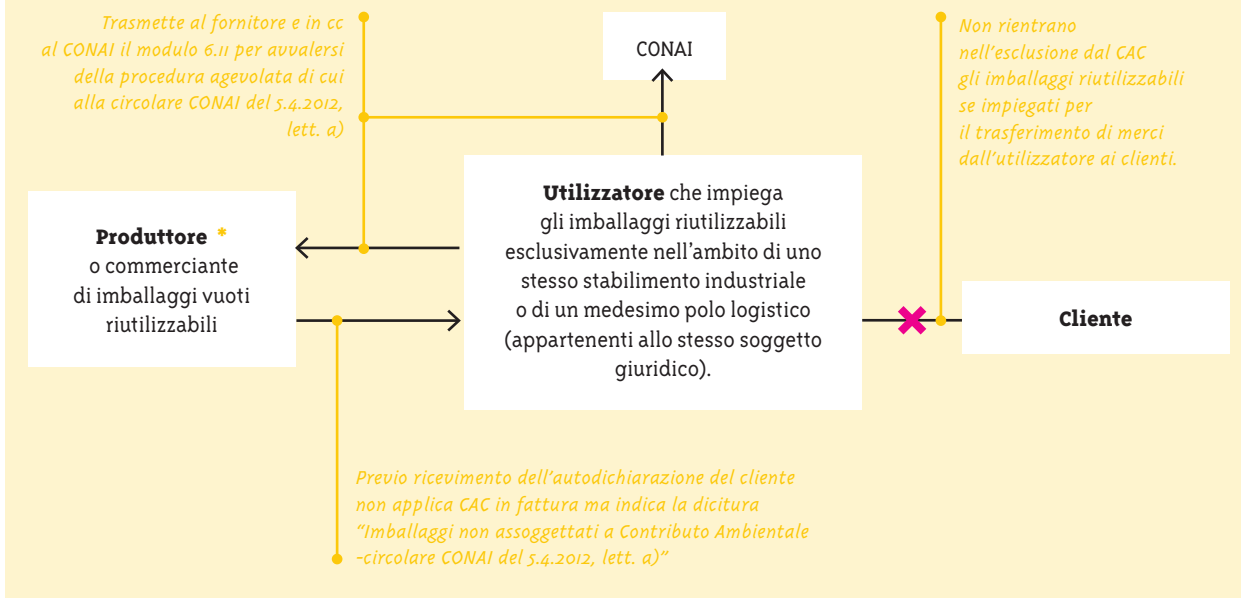 Trasmette al fornitore e in cc
al CONAI il modulo 6.11 per avvalersi
della procedura agevolata di cui
alla circolare CONAI del 5.4.2012,
lett. a)
CONAI
Non rientrano
nell'esclusione dal CAC
gli imballaggi riutilizzabili
se impiegati per
il trasferimento di merci
dall'utilizzatore ai clienti.
Produttore *
o commerciante
di imballaggi vuoti
riutilizzabili
Utilizzatore che impiega
gli imballaggi riutilizzabili
esclusivamente nell'ambito di uno
stesso stabilimento industriale
o di un medesimo polo logistico
(appartenenti allo stesso soggetto
giuridico).
Cliente
Previo ricevimento dell'autodichiarazione del cliente
non applica CAC in fattura ma indica la dicitura
"Imballaggi non assoggettati a Contributo Ambientale
-circolare CONAI del 5.4.2012, lett. a)"